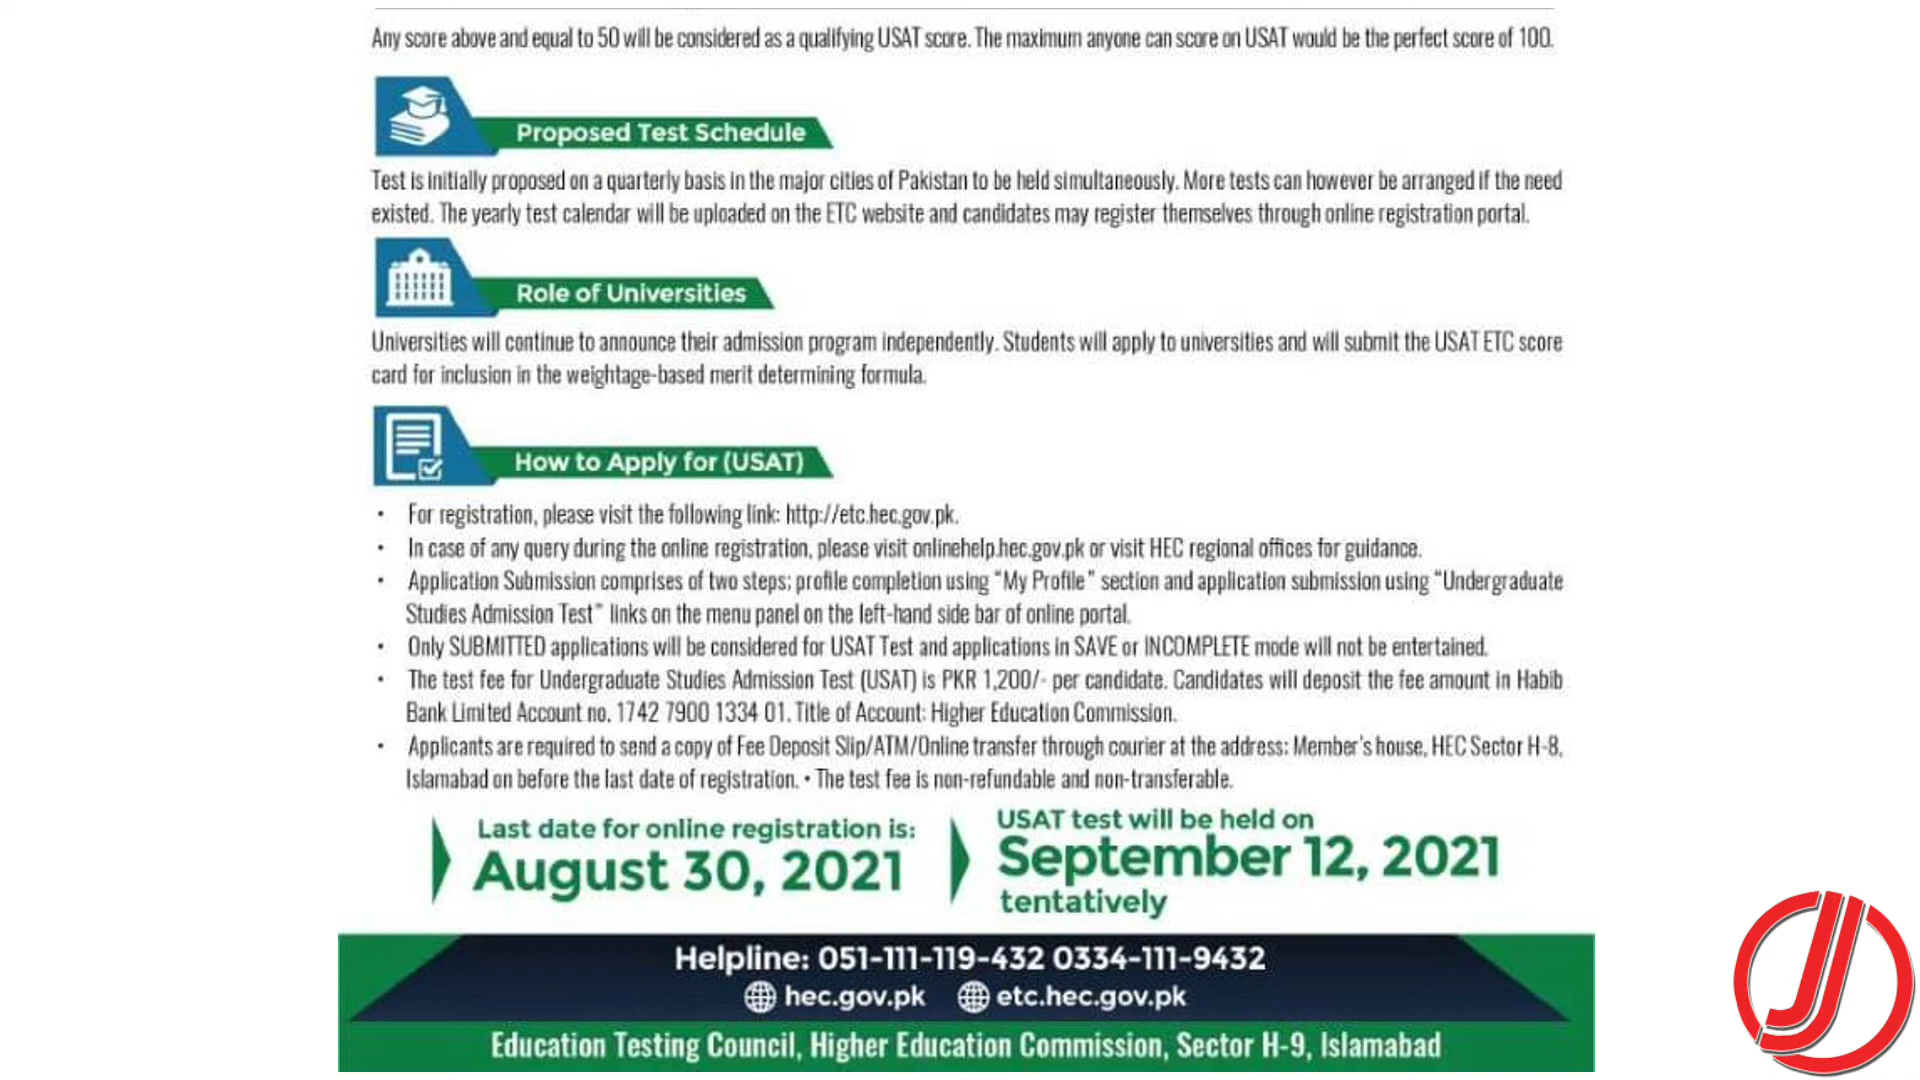 Any score above and equal to 50 will be considered as a qualifying USAT score. The maximum anyone can score on USAT would be the perfect score of 100.
Proposed Test Schedule
Test is initially proposed on a quarterly basis in the major cities of Pakistan to be held simultaneously. More tests can however be arranged if the need
existed. The yearly test calendar will be uploaded on the ETC website and candidates may register themselves through online registration portal.
Role of Universities
Universities will continue to announce their admission program independently. Students will apply to universities and will submit the USAT ETC score
card for inclusion in the weightage-based merit determining formula.
How to Apply for (USAT)
• For registration, please visit the following link: http://etc.hec.gov.pk.
• In case of any query during the online registration, please visit onlinehelp.hec.gov.pk or visit HEC regional offices for guidance.
• Application Submission comprises of two steps; profile completion using "My Profile" section and application submission using "Undergraduate
Studies Admission Test" links on the menu panel on the left-hand side bar of online portal.
• Only SUBMITTED applications will be considered for USAT Test and applications in SAVE or INCOMPLETE mode will not be entertained.
• The test fee for Undergraduate Studies Admission Test (USAT) is PKR 1,200/- per candidate. Candidates will deposit the fee amount in Habib
Bank Limited Account no. 1742 7900 1334 01. Title of Account: Higher Education Commission.
• Applicants are required to send a copy of Fee Deposit Slip/ATM/Online transfer through courier at the address: Member's house, HEC Sector H-8,
Islamabad on before the last date of registration. • The test fee is non-refundable and non-transferable.
Last date for online registration is:
August 30, 2021
USAT test will be held on
September 12, 2021
tentatively
Helpline: 051-111-119-432 0334-111-9432
hec.gov.pk etc.hec.gov.pk
Education Testing Council, Higher Education Commission, Sector H-9, Islamabad